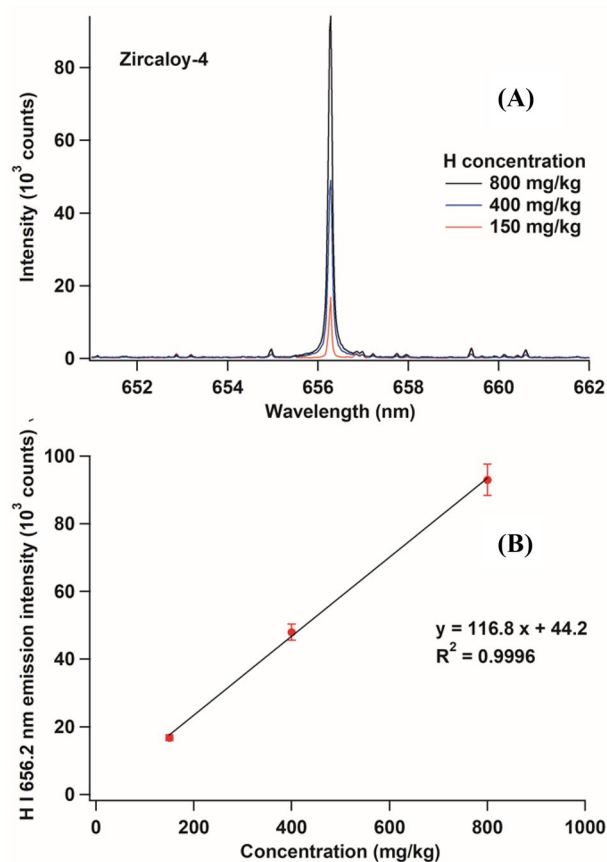 Zircaloy-4
(A)
H concentration
800 mg/kg
400 mg/kg
150 mg/kg
Intensity (10³ counts)
80
60
40
20
0
652 654 656 658 660 662
Wavelength (nm)
H I 656.2 nm emission intensity (10³ counts)
100
80
60
40
20
0
(B)
y = 116.8 x + 44.2
R² = 0.9996
0 200 400 600 800 1000
Concentration (mg/kg)